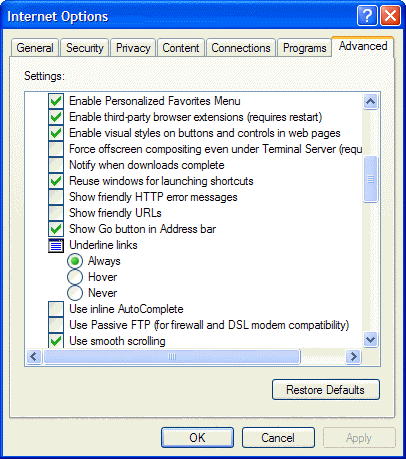 Internet Options
General Security Privacy Content Connections Programs Advanced
Settings:
Enable Personalized Favorites Menu
Enable third-party browser extensions (requires restart)
Enable visual styles on buttons and controls in web pages
Force offscreen compositing even under Terminal Server (requ
Notify when downloads complete
Reuse windows for launching shortcuts
Show friendly HTTP error messages
Show friendly URLs
Show Go button in Address bar
Underline links
Always
Hover
Never
Use inline AutoComplete
Use Passive FTP (for firewall and DSL modem compatibility)
Use smooth scrolling
Restore Defaults
OK Cancel Apply